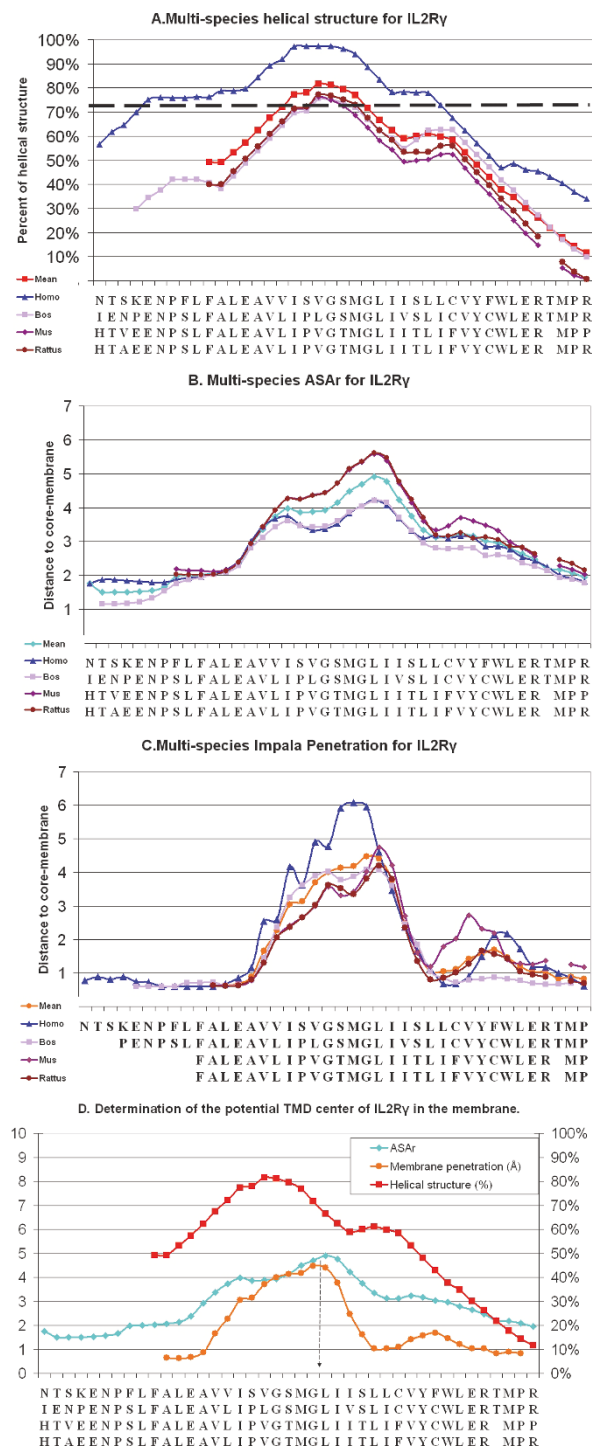 A.Multi-species helical structure for IL2Rγ
100%
90%
80%
70%
60%
50%
40%
30%
20%
10%
Percent of helical structure
Mean
Homo
Bos
Mus
Rattus
N T S K E N P F L F A L E A V V I S V G S M G L I I S L L C V Y F W L E R T M P R
I E N P E N P S L F A L E A V L I P L G S M G L I V S L I C V Y C W L E R T M P R
H T V E E N P S L F A L E A V L I P V G T M G L I I T L I F V Y C W L E R M P R
H T A E E N P S L F A L E A V L I P V G T M G L I I T L I F V Y C W L E R M P R
B. Multi-species ASAr for IL2Rγ
7
6
5
4
3
2
1
Distance to core-membrane
Mean
Homo
Bos
Mus
Rattus
N T S K E N P F L F A L E A V V I S V G S M G L I I S L L C V Y F W L E R T M P R
I E N P E N P S L F A L E A V L I P L G S M G L I V S L I C V Y C W L E R T M P R
H T V E E N P S L F A L E A V L I P V G T M G L I I T L I F V Y C W L E R M P R
H T A E E N P S L F A L E A V L I P V G T M G L I I T L I F V Y C W L E R M P R
C.Multi-species Impala Penetration for IL2Rγ
7
6
5
4
3
2
1
Distance to core-membrane
Mean
Homo
Bos
Mus
Rattus
N T S K E N P F L F A L E A V V I S V G S M G L I I S L L C V Y F W L E R T M P
P E N P S L F A L E A V L I P L G S M G L I V S L I C V Y C W L E R T M P
F A L E A V L I P V G T M G L I I T L I F V Y C W L E R M P
F A L E A V L I P V G T M G L I I T L I F V Y C W L E R M P
D. Determination of the potential TMD center of IL2Rγ in the membrane.
10
9
8
7
6
5
4
3
2
1
0
ASAr
Membrane penetration (Å)
Helical structure (%)
100%
90%
80%
70%
60%
50%
40%
30%
20%
10%
0%
N T S K E N P F L F A L E A V V I S V G S M G L I I S L L C V Y F W L E R T M P R
I E N P E N P S L F A L E A V L I P L G S M G L I V S L I C V Y C W L E R T M P R
H T V E E N P S L F A L E A V L I P V G T M G L I I T L I F V Y C W L E R M P R
H T A E E N P S L F A L E A V L I P V G T M G L I I T L I F V Y C W L E R M P R